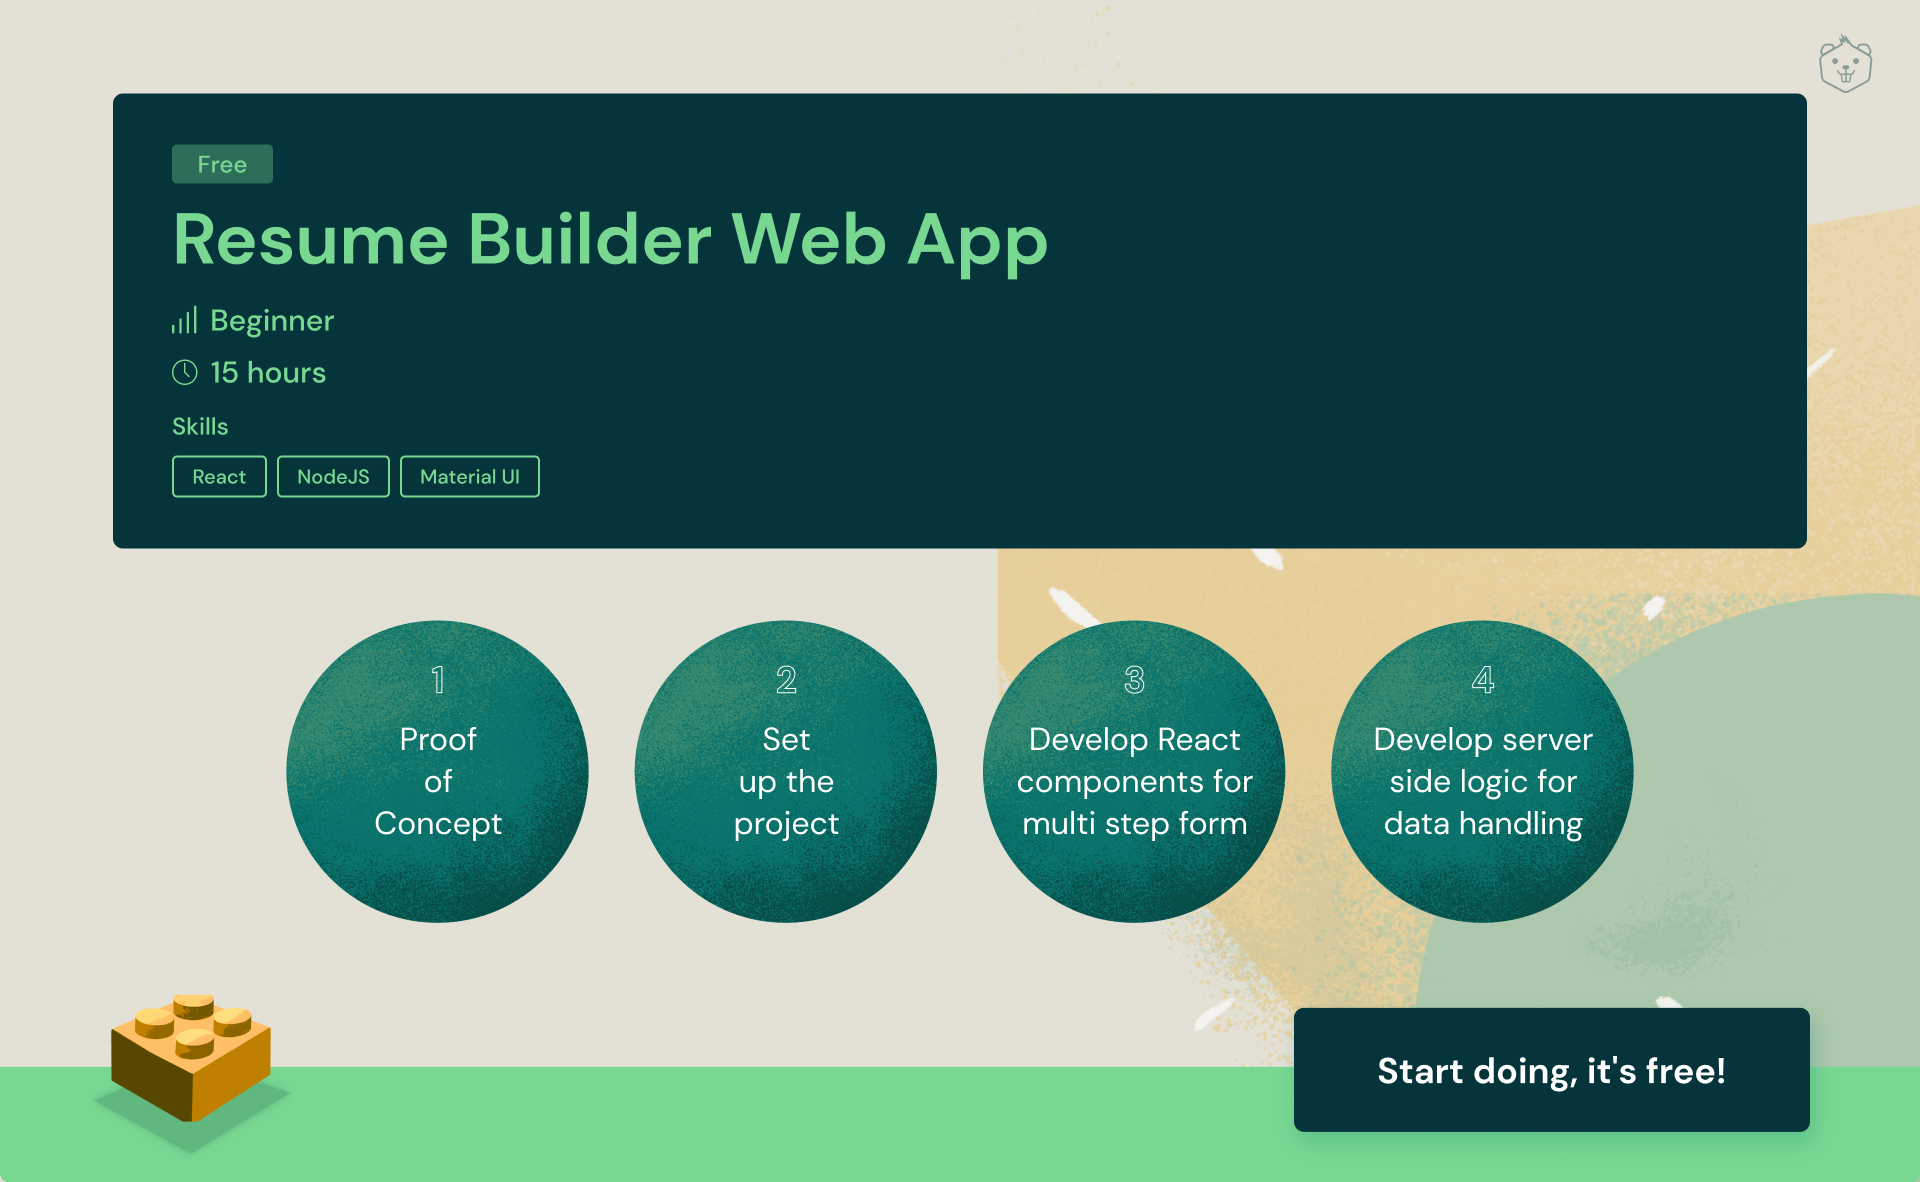 Free
Resume Builder Web App
Beginner
15 hours
Skills
React NodeJS Material UI
1
Proof
of
Concept
2
Set
up the
project
3
Develop React
components for
multi step form
4
Develop server
side logic for
data handling
Start doing, it's free!